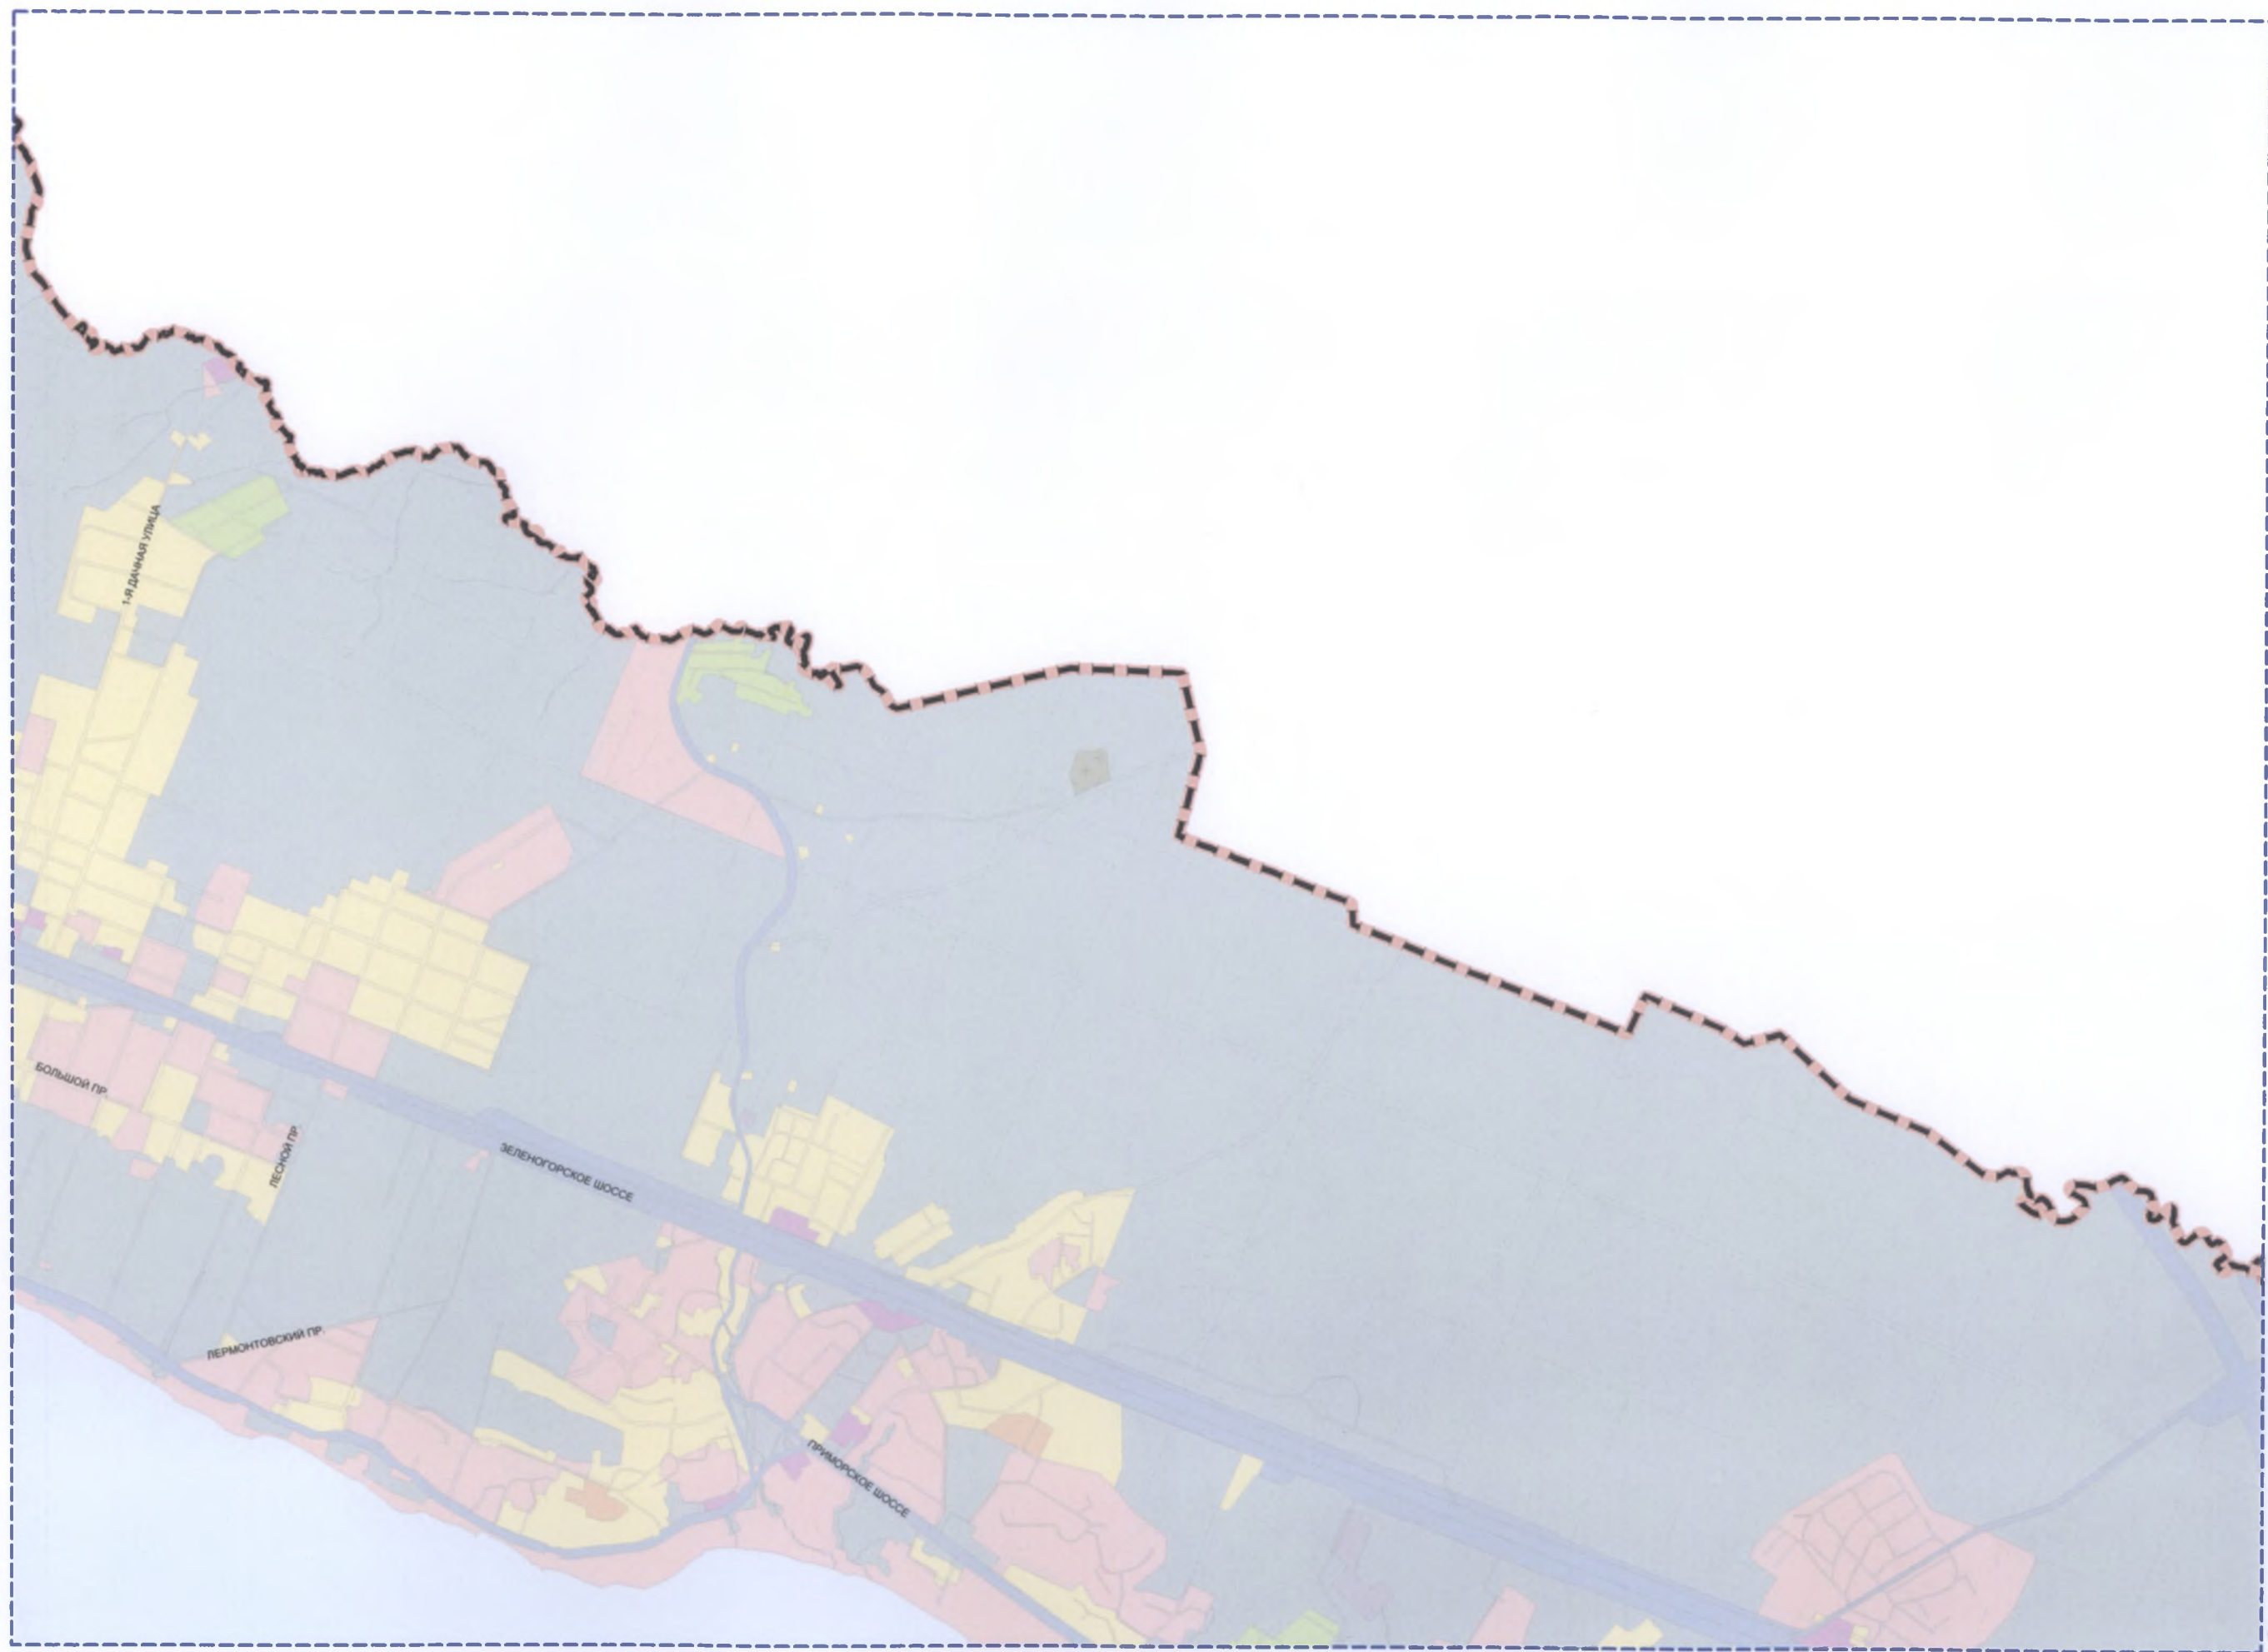 1-Я ДАЧНАЯ УЛИЦА
БОЛЬШОЙ ПР.
ЛЕСНОЙ ПР.
ЗЕЛЕНОГОРСКОЕ ШОССЕ
ЛЕРМОНТОВСКИЙ ПР.
ПРИМОРСКОЕ ШОССЕ